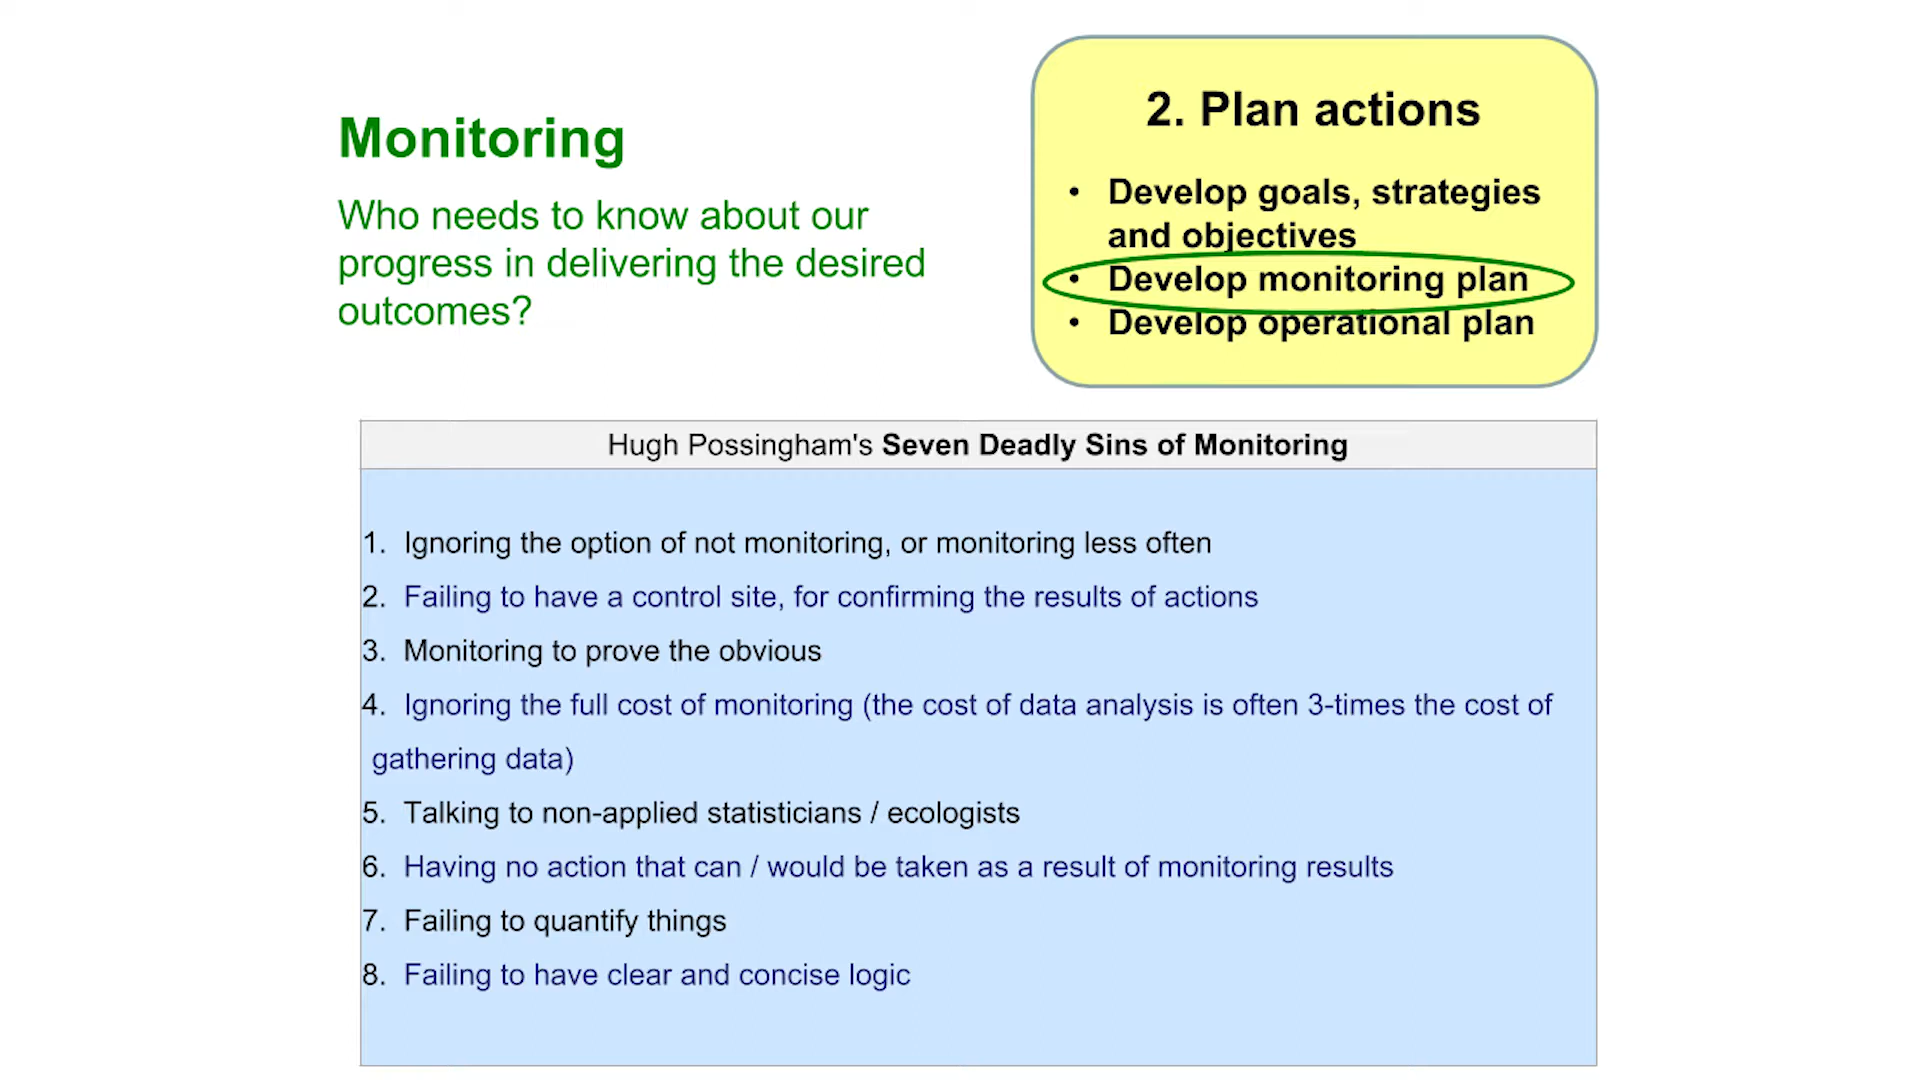 Monitoring
Who needs to know about our
progress in delivering the desired
outcomes?
2. Plan actions
• Develop goals, strategies
and objectives
• Develop monitoring plan
• Develop operational plan
Hugh Possingham's Seven Deadly Sins of Monitoring
1. Ignoring the option of not monitoring, or monitoring less often
2. Failing to have a control site, for confirming the results of actions
3. Monitoring to prove the obvious
4. Ignoring the full cost of monitoring (the cost of data analysis is often 3-times the cost of
gathering data)
5. Talking to non-applied statisticians / ecologists
6. Having no action that can / would be taken as a result of monitoring results
7. Failing to quantify things
8. Failing to have clear and concise logic